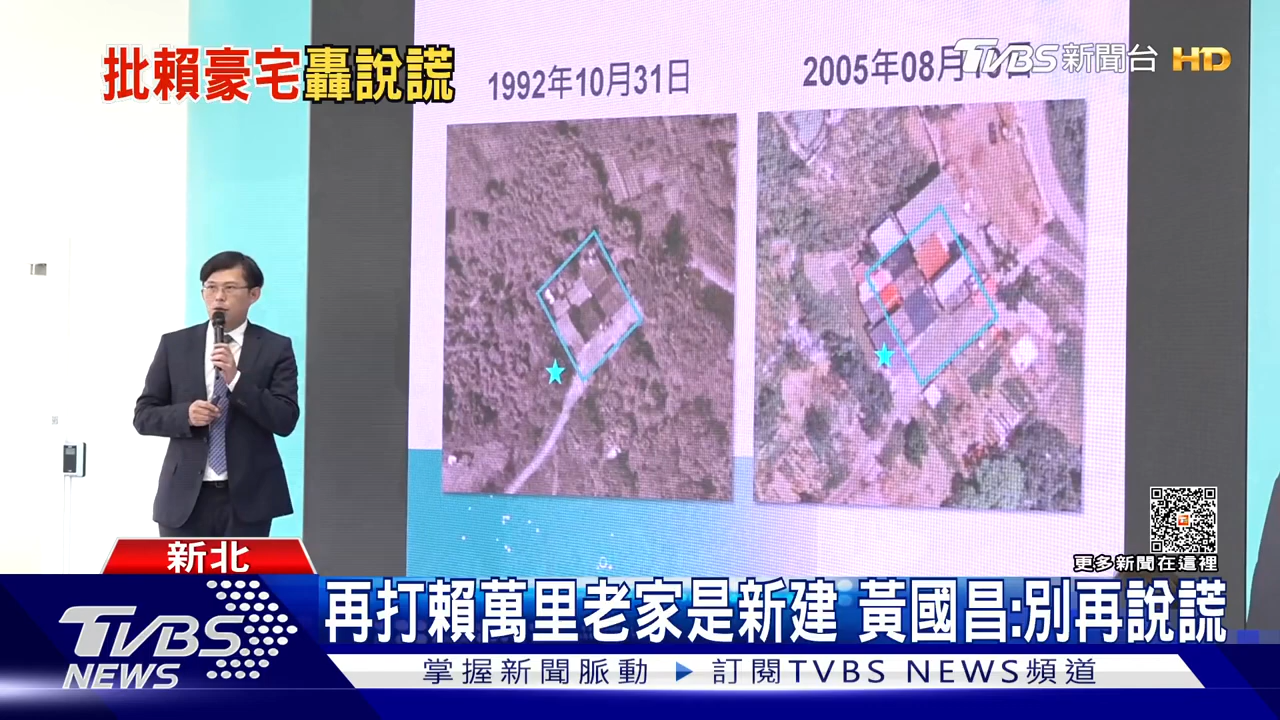 批賴豪宅轟說謊
TVBS新聞台 HD
1992年10月31日
2005年08月
更多新聞在這裡
新北
TVBS
NEWS
再打賴萬里老家是新建 黃國昌:別再說謊
掌握新聞脈動 ▶ 訂閱TVBS NEWS頻道